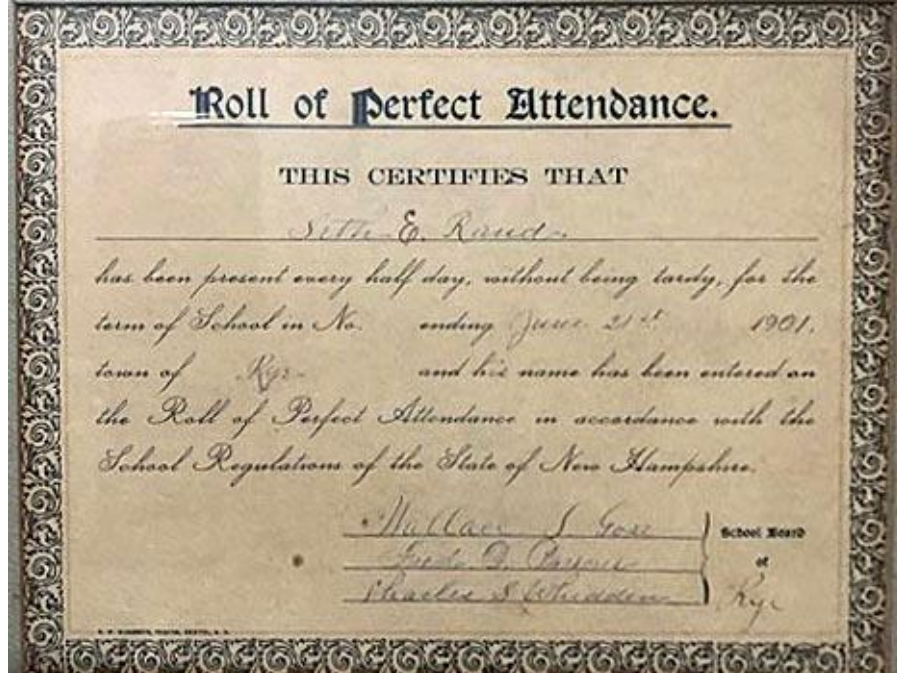 Roll of Perfect Attendance.
THIS CERTIFIES THAT
Seth E. Rand
has been present every half day, without being tardy, for the
term of School in No. ending June 21st 1901.
town of Rye and his name has been entered on
the Roll of Perfect Attendance in accordance with the
School Regulations of the State of New Hampshire.
Wallace S Goss
D. Parsons
Charles S Whidden
School Board
of
Rye